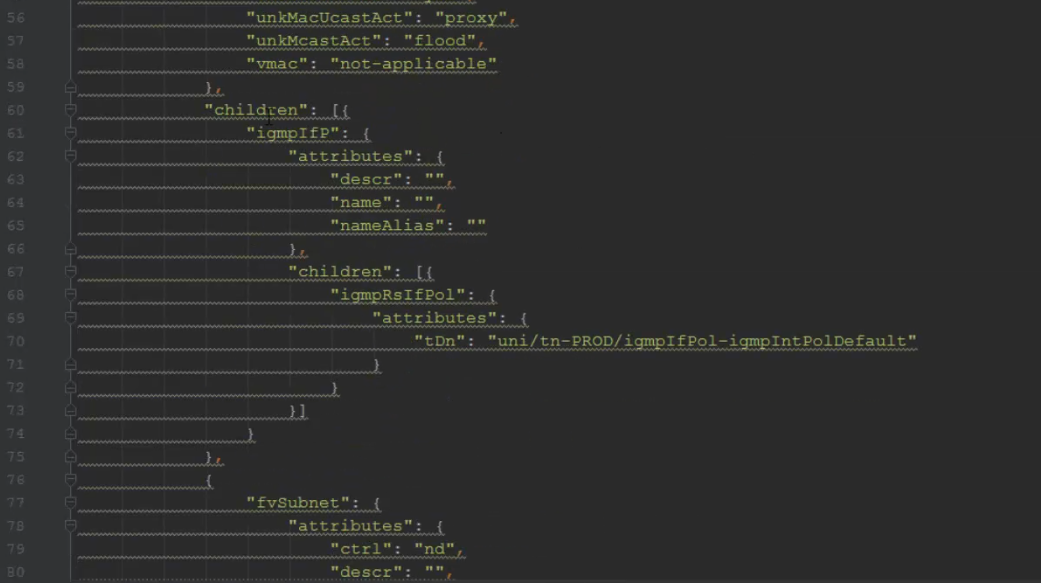 56 "unkMacUcastAct": "proxy",
57 "unkMcastAct": "flood",
58 "vmac": "not-applicable"
59 },
60 "children": [{
61 "igmpIfP": {
62 "attributes": {
63 "descr": "",
64 "name": "",
65 "nameAlias": ""
66 },
67 "children": [{
68 "igmpRsIfPol": {
69 "attributes": {
70 "tDn": "uni/tn-PROD/igmpIfPol-igmpIntPolDefault"
71 }
72 }
73 }]
74 }
75 },
76 {
77 "fvSubnet": {
78 "attributes": {
79 "ctrl": "nd",
80 "descr": "",